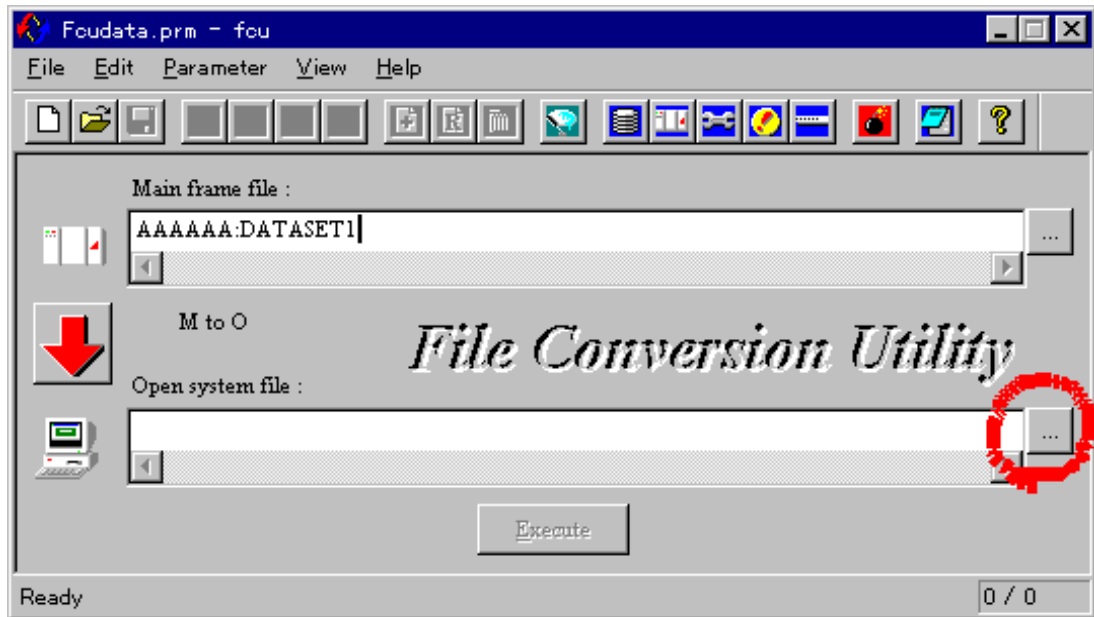 Fcudata.prm - fcu
File Edit Parameter View Help
Main frame file :
AAAAAA:DATASET1
...
M to O
File Conversion Utility
Open system file :
...
Execute
Ready 0 / 0